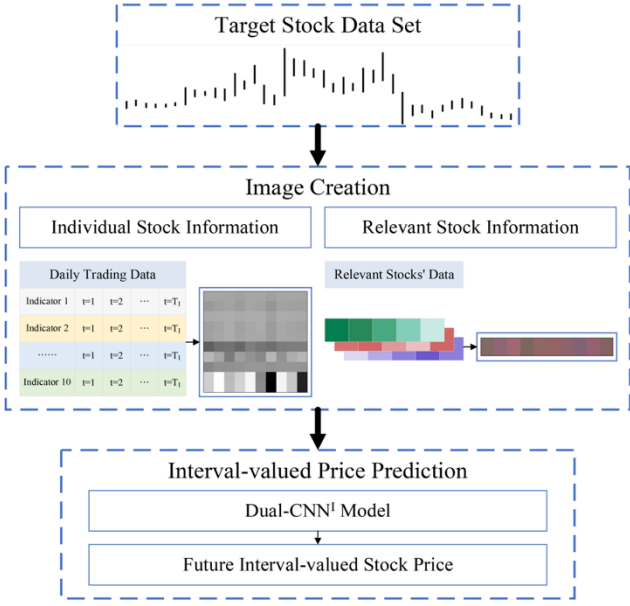 Target Stock Data Set
Image Creation
Individual Stock Information
Relevant Stock Information
Daily Trading Data
Indicator 1 t=1 t=2 ... t=T₁
Indicator 2 t=1 t=2 ... t=T₁
...... t=1 t=2 ... t=T₁
Indicator 10 t=1 t=2 ... t=T₁
Relevant Stocks' Data
Interval-valued Price Prediction
Dual-CNNᴵ Model
Future Interval-valued Stock Price